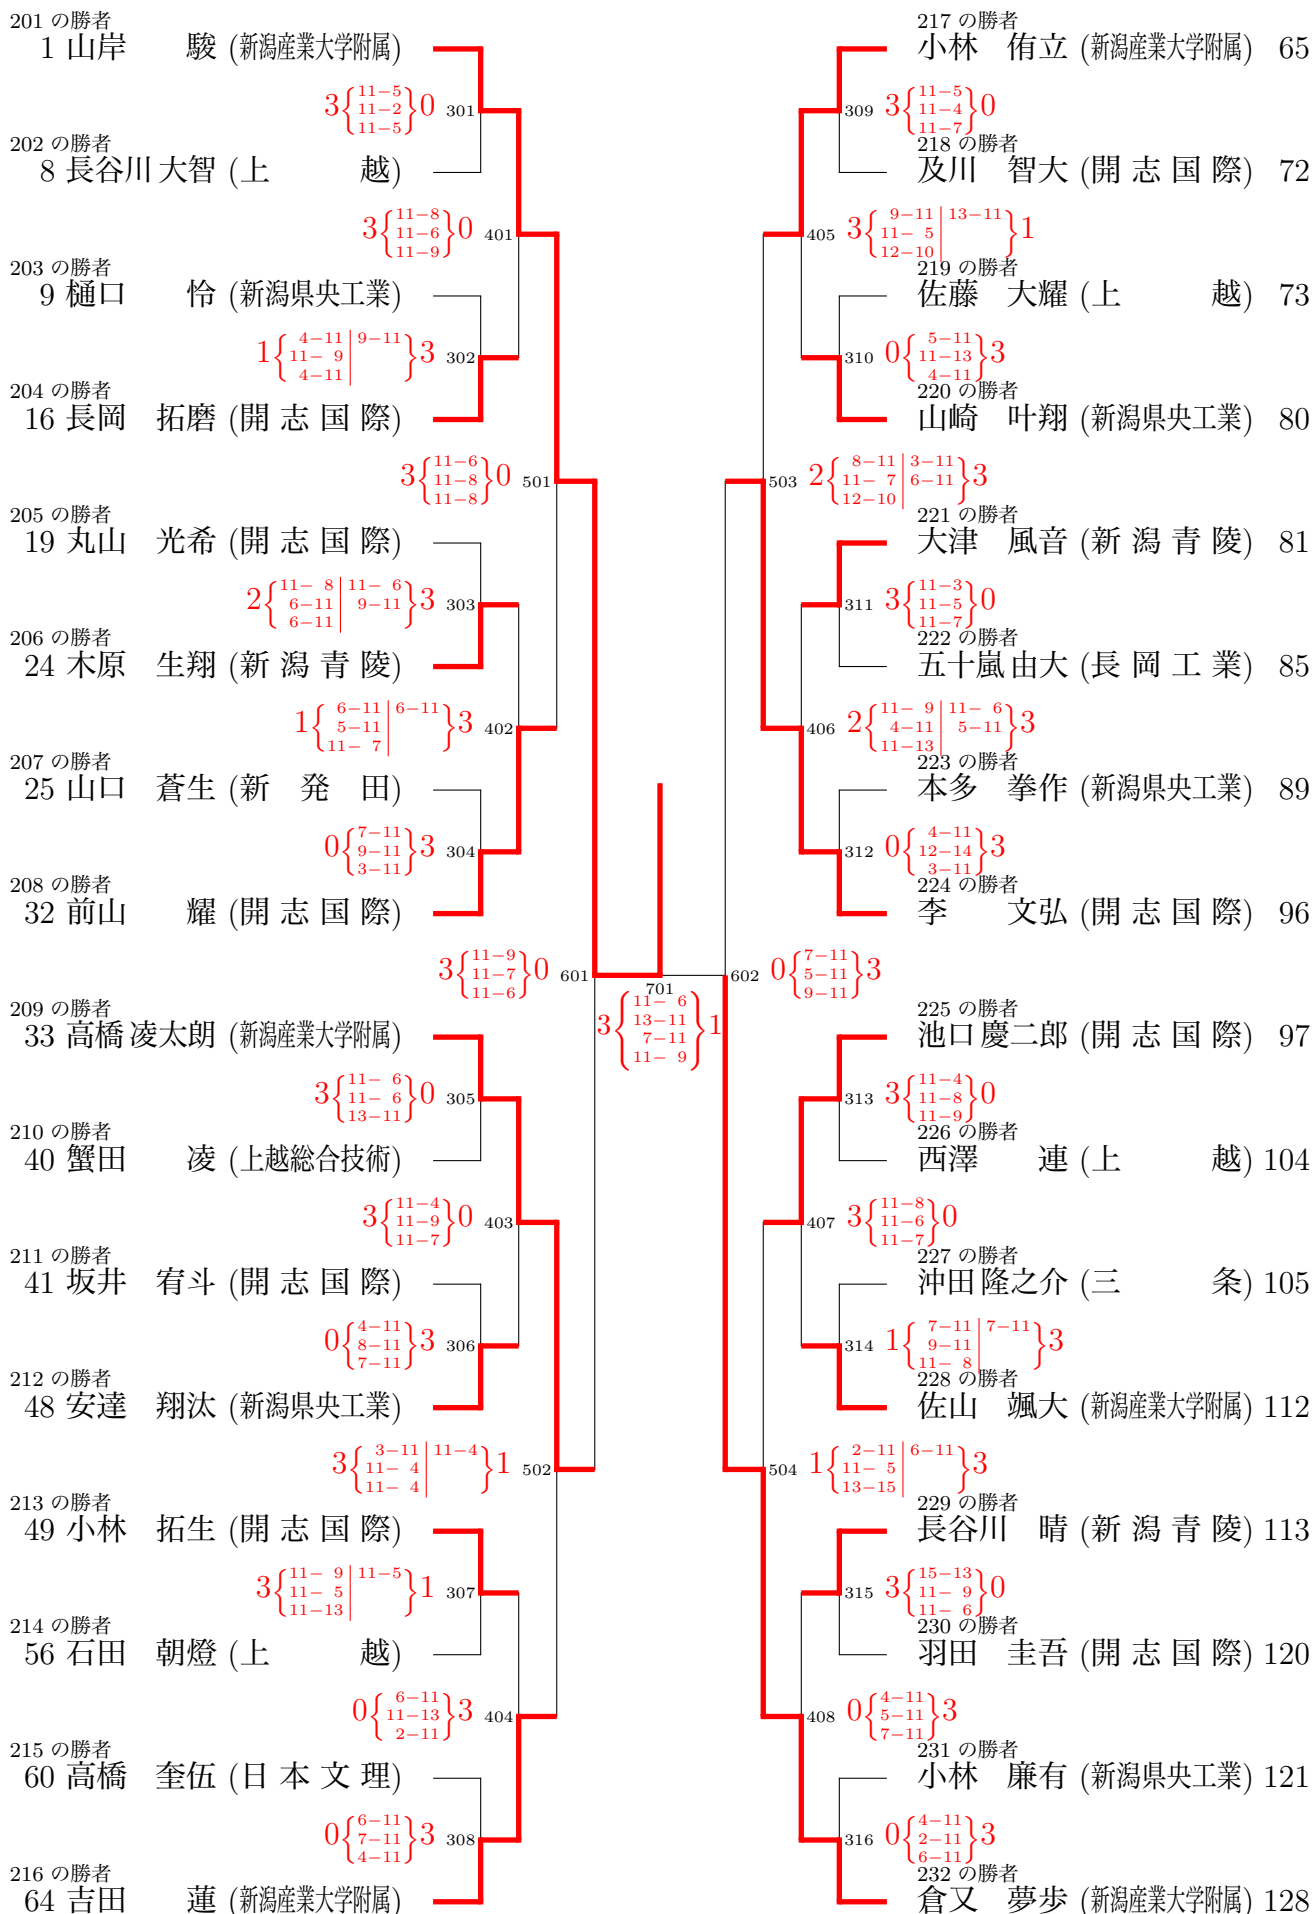 201 の勝者
1 山岸　　駿 (新潟産業大学附属)
3{11−5 11−2 11−5}0 301
202 の勝者
8 長谷川大智 (上　　越)
3{11−8 11−6 11−9}0 401
203 の勝者
9 樋口　　怜 (新潟県央工業)
1{4−11 11−9 4−11 | 9−11}3 302
204 の勝者
16 長岡　拓磨 (開志国際)
3{11−6 11−8 11−8}0 501
205 の勝者
19 丸山　光希 (開志国際)
2{11−8 6−11 6−11 | 11−6 9−11}3 303
206 の勝者
24 木原　生翔 (新潟青陵)
1{6−11 5−11 11−7 | 6−11}3 402
207 の勝者
25 山口　蒼生 (新発田)
0{7−11 9−11 3−11}3 304
208 の勝者
32 前山　　耀 (開志国際)
3{11−9 11−7 11−6}0 601
209 の勝者
33 高橋凌太朗 (新潟産業大学附属)
3{11−6 11−6 13−11}0 305
210 の勝者
40 蟹田　　凌 (上越総合技術)
3{11−4 11−9 11−7}0 403
211 の勝者
41 坂井　宥斗 (開志国際)
0{4−11 8−11 7−11}3 306
212 の勝者
48 安達　翔汰 (新潟県央工業)
3{3−11 11−4 11−4 | 11−4}1 502
213 の勝者
49 小林　拓生 (開志国際)
3{11−9 11−5 11−13 | 11−5}1 307
214 の勝者
56 石田　朝燈 (上　　越)
0{6−11 11−13 2−11}3 404
215 の勝者
60 高橋　奎伍 (日本文理)
0{6−11 7−11 4−11}3 308
216 の勝者
64 吉田　　蓮 (新潟産業大学附属)
701
3{11−6 13−11 7−11 11−9}1
217 の勝者
小林　侑立 (新潟産業大学附属) 65
309 3{11−5 11−4 11−7}0
218 の勝者
及川　智大 (開志国際) 72
405 3{9−11 11−5 12−10 | 13−11}1
219 の勝者
佐藤　大耀 (上　　越) 73
310 0{5−11 11−13 4−11}3
220 の勝者
山崎　叶翔 (新潟県央工業) 80
503 2{8−11 11−7 12−10 | 3−11 6−11}3
221 の勝者
大津　風音 (新潟青陵) 81
311 3{11−3 11−5 11−7}0
222 の勝者
五十嵐由大 (長岡工業) 85
406 2{11−9 4−11 11−13 | 11−6 5−11}3
223 の勝者
本多　拳作 (新潟県央工業) 89
312 0{4−11 12−14 3−11}3
224 の勝者
李　　文弘 (開志国際) 96
602 0{7−11 5−11 9−11}3
225 の勝者
池口慶二郎 (開志国際) 97
313 3{11−4 11−8 11−9}0
226 の勝者
西澤　　連 (上　　越) 104
407 3{11−8 11−6 11−7}0
227 の勝者
沖田隆之介 (三　　条) 105
314 1{7−11 9−11 11−8 | 7−11}3
228 の勝者
佐山　颯大 (新潟産業大学附属) 112
504 1{2−11 11−5 13−15 | 6−11}3
229 の勝者
長谷川　晴 (新潟青陵) 113
315 3{15−13 11−9 11−6}0
230 の勝者
羽田　圭吾 (開志国際) 120
408 0{4−11 5−11 7−11}3
231 の勝者
小林　廉有 (新潟県央工業) 121
316 0{4−11 2−11 6−11}3
232 の勝者
倉又　夢歩 (新潟産業大学附属) 128